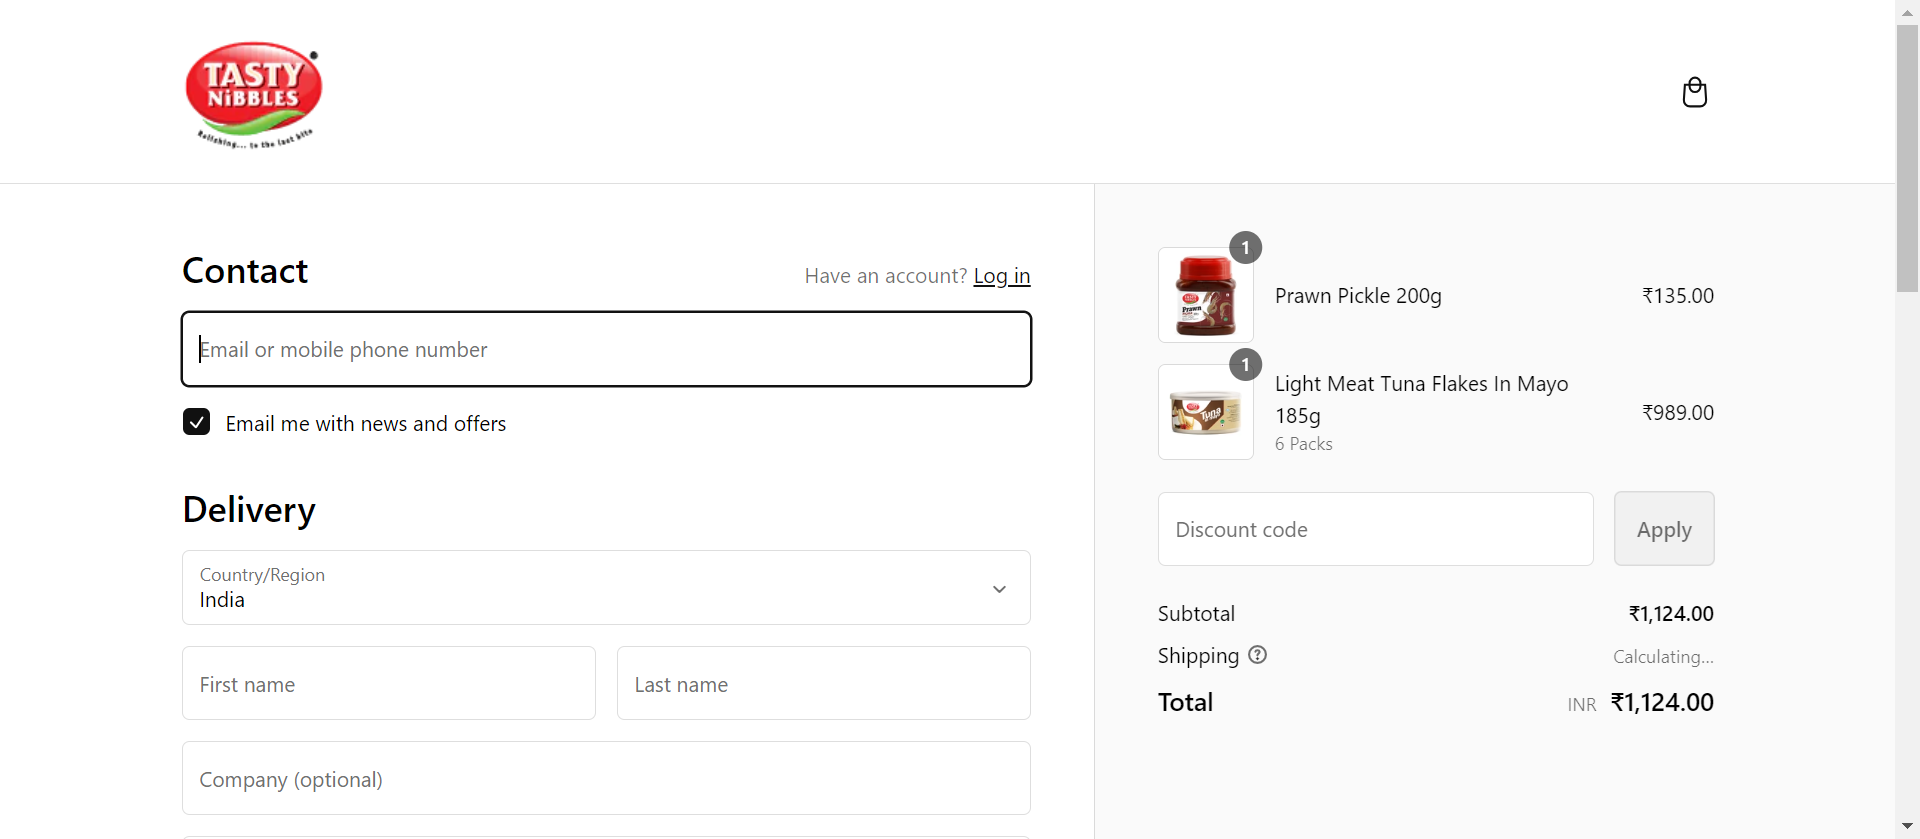 TASTY
NiBBLES
Relishing... to the last bite
Contact
Have an account? Log in
Email or mobile phone number
Email me with news and offers
Delivery
Country/Region
India
First name
Last name
Company (optional)
1
Prawn Pickle 200g
₹135.00
1
Light Meat Tuna Flakes In Mayo
185g
6 Packs
₹989.00
Discount code
Apply
Subtotal
₹1,124.00
Shipping
Calculating...
Total
INR ₹1,124.00